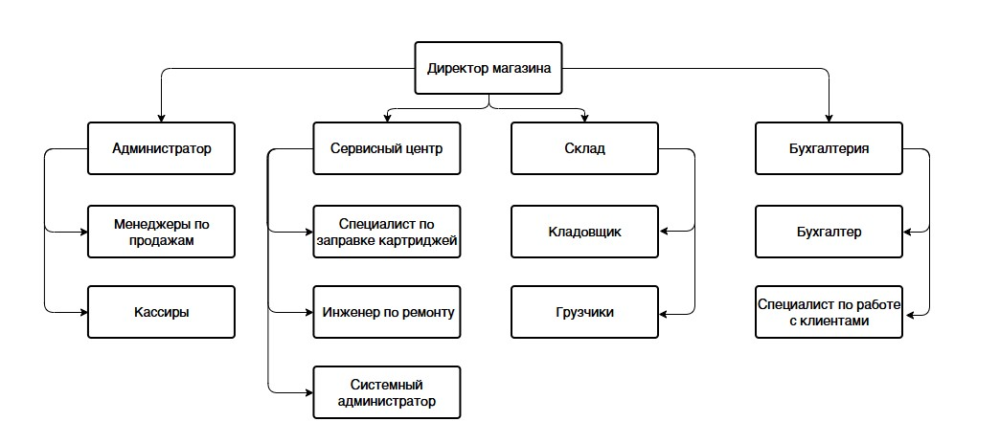 Директор магазина
Администратор
Сервисный центр
Склад
Бухгалтерия
Менеджеры по
продажам
Специалист по
заправке картриджей
Кладовщик
Бухгалтер
Кассиры
Инженер по ремонту
Грузчики
Специалист по работе
с клиентами
Системный
администратор